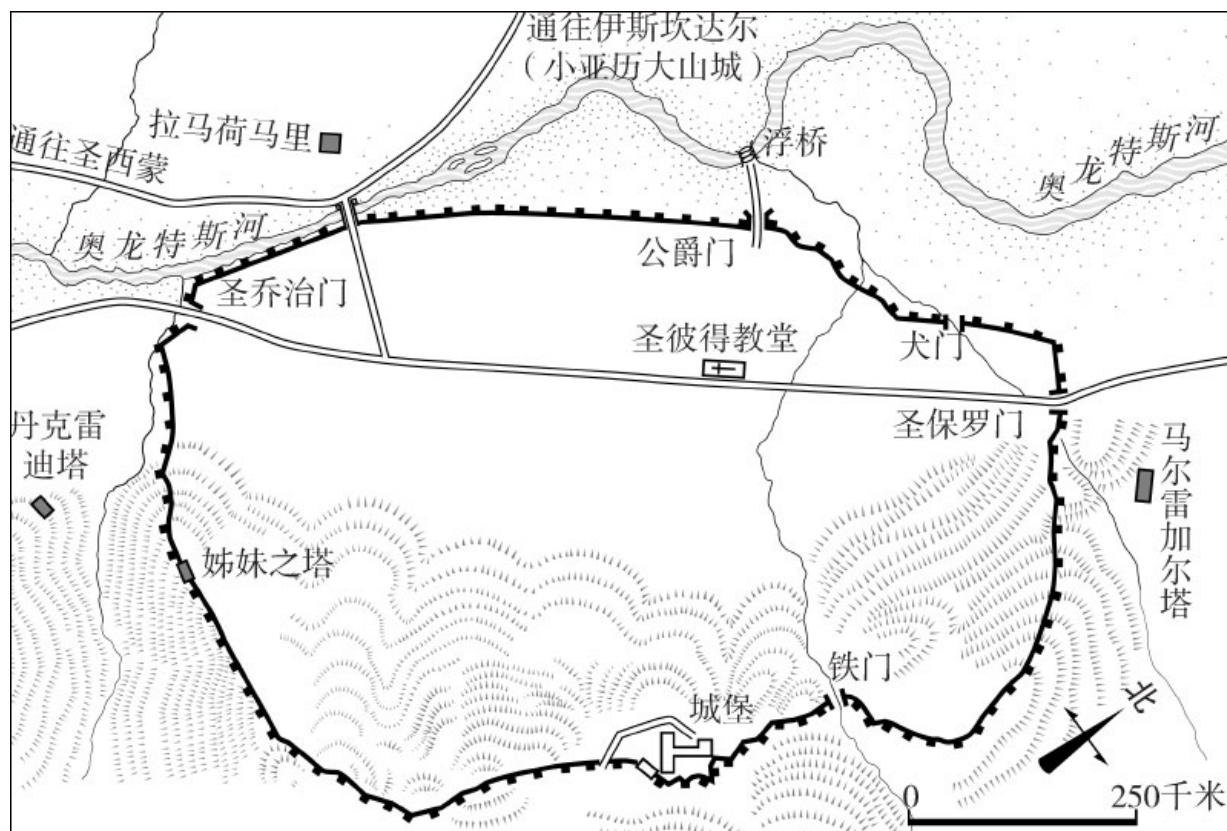 通往伊斯坎达尔
（小亚历大山城）
拉马荷马里
通往圣西蒙
浮桥
奥龙特斯河
奥龙特斯河
公爵门
圣乔治门
圣彼得教堂
犬门
丹克雷
迪塔
圣保罗门
马尔雷加尔塔
姊妹之塔
铁门
城堡
北
0 250千米